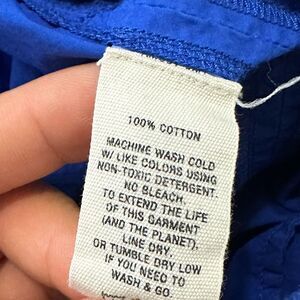 100% COTTON
MACHINE WASH COLD
W/ LIKE COLORS USING
NON-TOXIC DETERGENT.
NO BLEACH.
TO EXTEND THE LIFE
OF THIS GARMENT
(AND THE PLANET),
LINE DRY.
OR TUMBLE DRY LOW
IF YOU NEED TO
WASH & GO